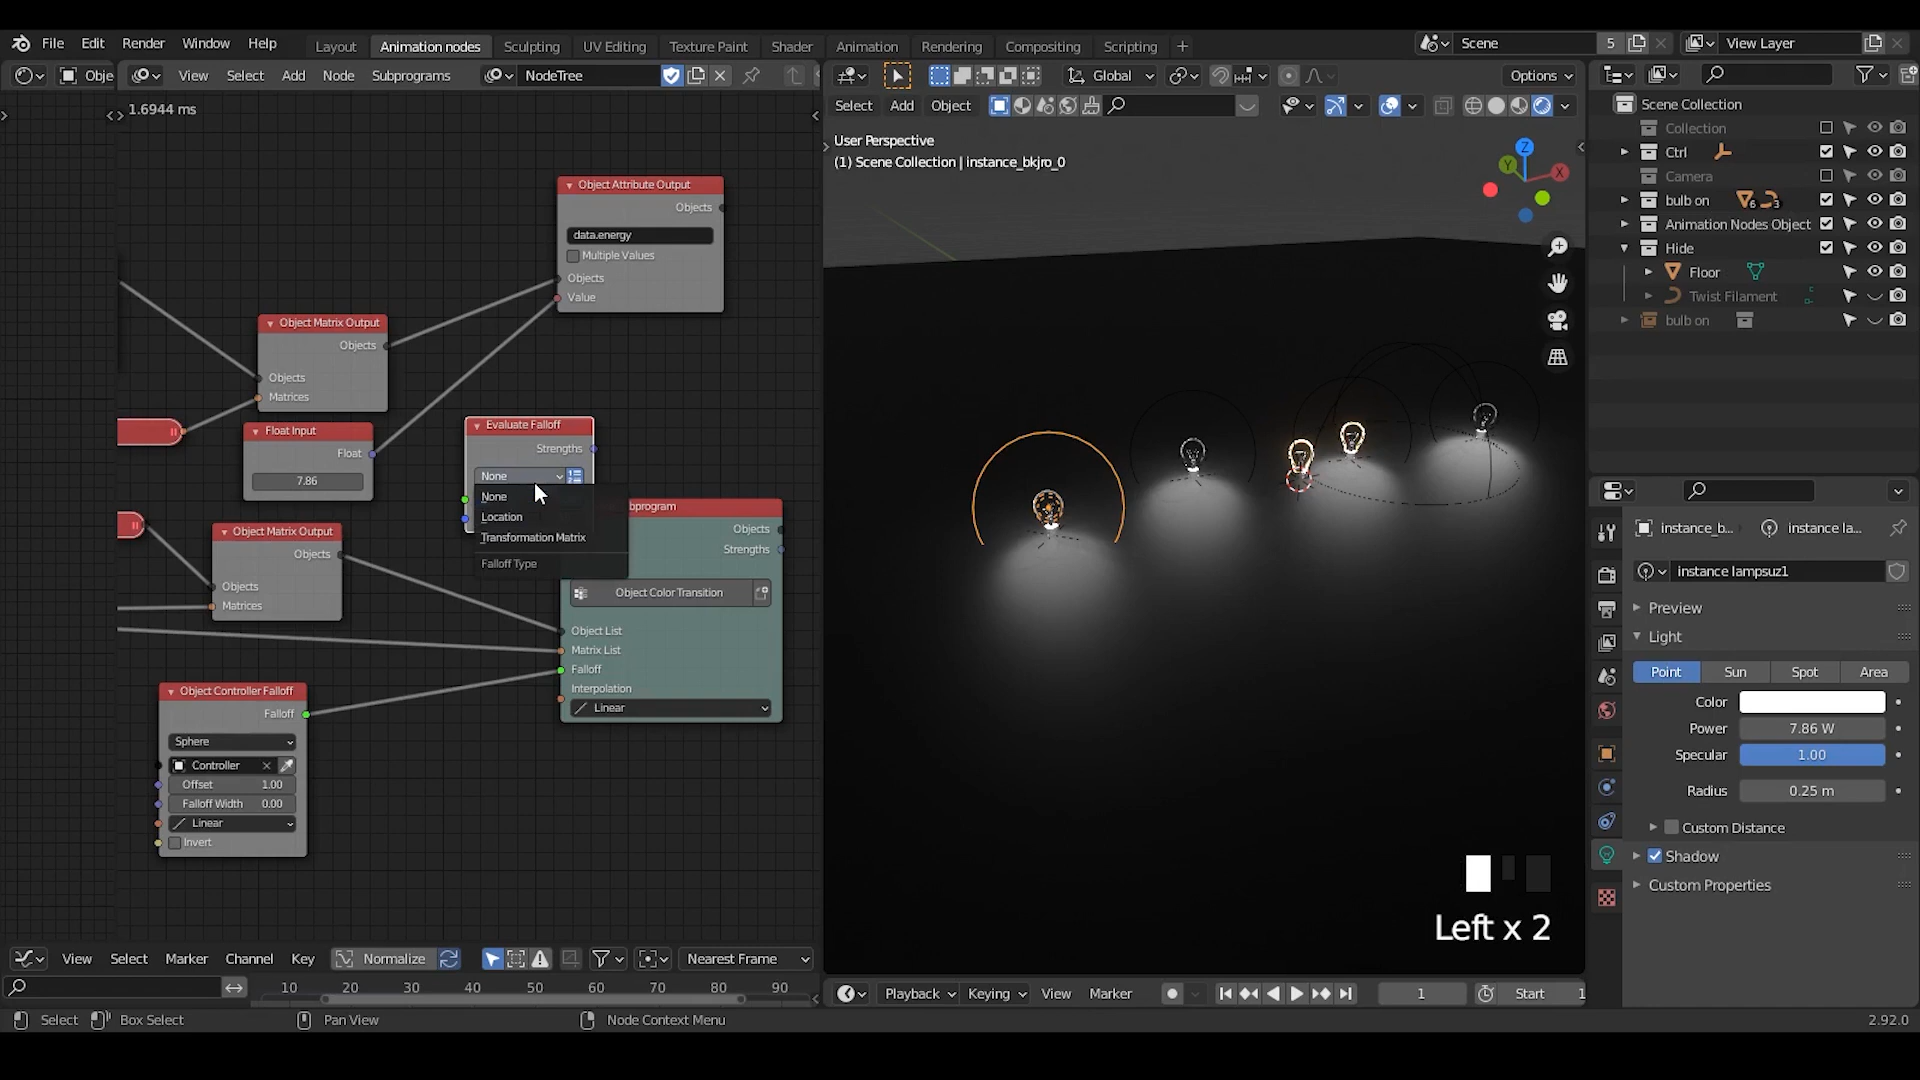 File Edit Render Window Help
Layout Animation nodes Sculpting UV Editing Texture Paint Shader Animation Rendering Compositing Scripting
Scene 5 View Layer
Obje View Select Add Node Subprograms NodeTree
Global Options
Select Add Object
1.6944 ms
User Perspective
(1) Scene Collection | instance_bkjro_0
Z
Y
X
Object Attribute Output
Objects
data.energy
Multiple Values
Objects
Value
Object Matrix Output
Objects
Objects
Matrices
Float Input
Float
7.86
Evaluate Falloff
Strengths
None
None
Location
Transformation Matrix
Falloff Type
Object Matrix Output
Objects
Objects
Matrices
bprogram
Objects
Strengths
Object Color Transition
Object List
Matrix List
Falloff
Interpolation
Linear
Object Controller Falloff
Falloff
Sphere
Controller
Offset 1.00
Falloff Width 0.00
Linear
Invert
Left x 2
Scene Collection
Collection
Ctrl
Camera
bulb on 6 3
Animation Nodes Object
Hide
Floor
Twist Filament
bulb on
instance_b... instance la...
instance lampsuz1
Preview
Light
Point Sun Spot Area
Color
Power 7.86 W
Specular 1.00
Radius 0.25 m
Custom Distance
Shadow
Custom Properties
View Select Marker Channel Key Normalize Nearest Frame
10 20 30 40 50 60 70 80 90
Playback Keying View Marker 1 Start 1
Select Box Select Pan View Node Context Menu 2.92.0